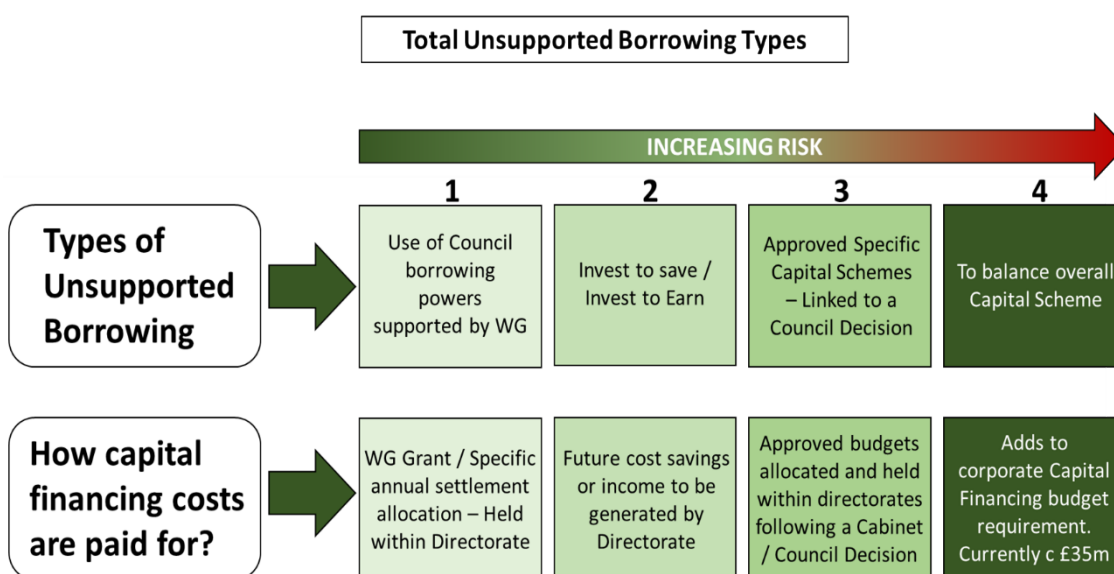 Total Unsupported Borrowing Types
INCREASING RISK
1
2
3
4
Types of
Unsupported
Borrowing
Use of Council
borrowing
powers
supported by WG
Invest to save /
Invest to Earn
Approved Specific
Capital Schemes
– Linked to a
Council Decision
To balance overall
Capital Scheme
How capital
financing costs
are paid for?
WG Grant / Specific
annual settlement
allocation – Held
within Directorate
Future cost savings
or income to be
generated by
Directorate
Approved budgets
allocated and held
within directorates
following a Cabinet
/ Council Decision
Adds to
corporate Capital
Financing budget
requirement.
Currently c £35m